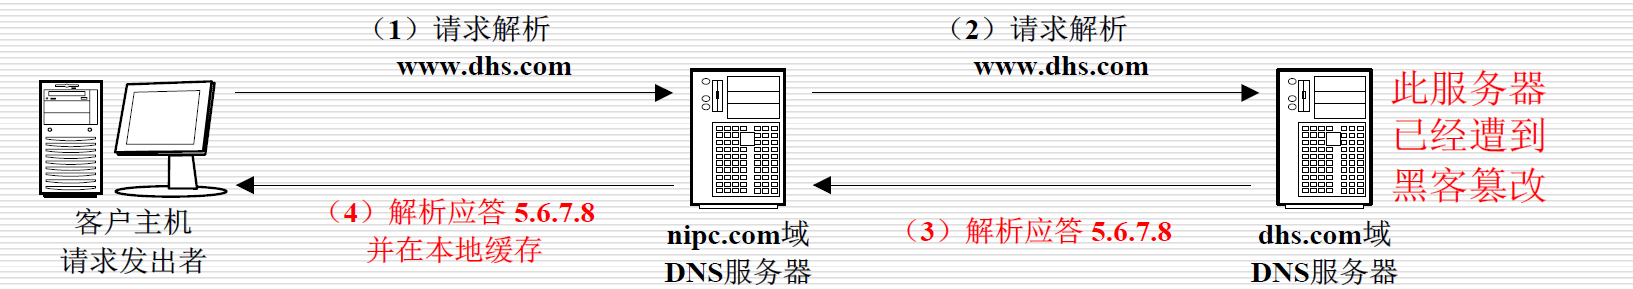 （1）请求解析
www.dhs.com
（2）请求解析
www.dhs.com
此服务器
已经遭到
黑客篡改
（4）解析应答 5.6.7.8
并在本地缓存
（3）解析应答 5.6.7.8
客户主机
请求发出者
nipc.com域
DNS服务器
dhs.com域
DNS服务器